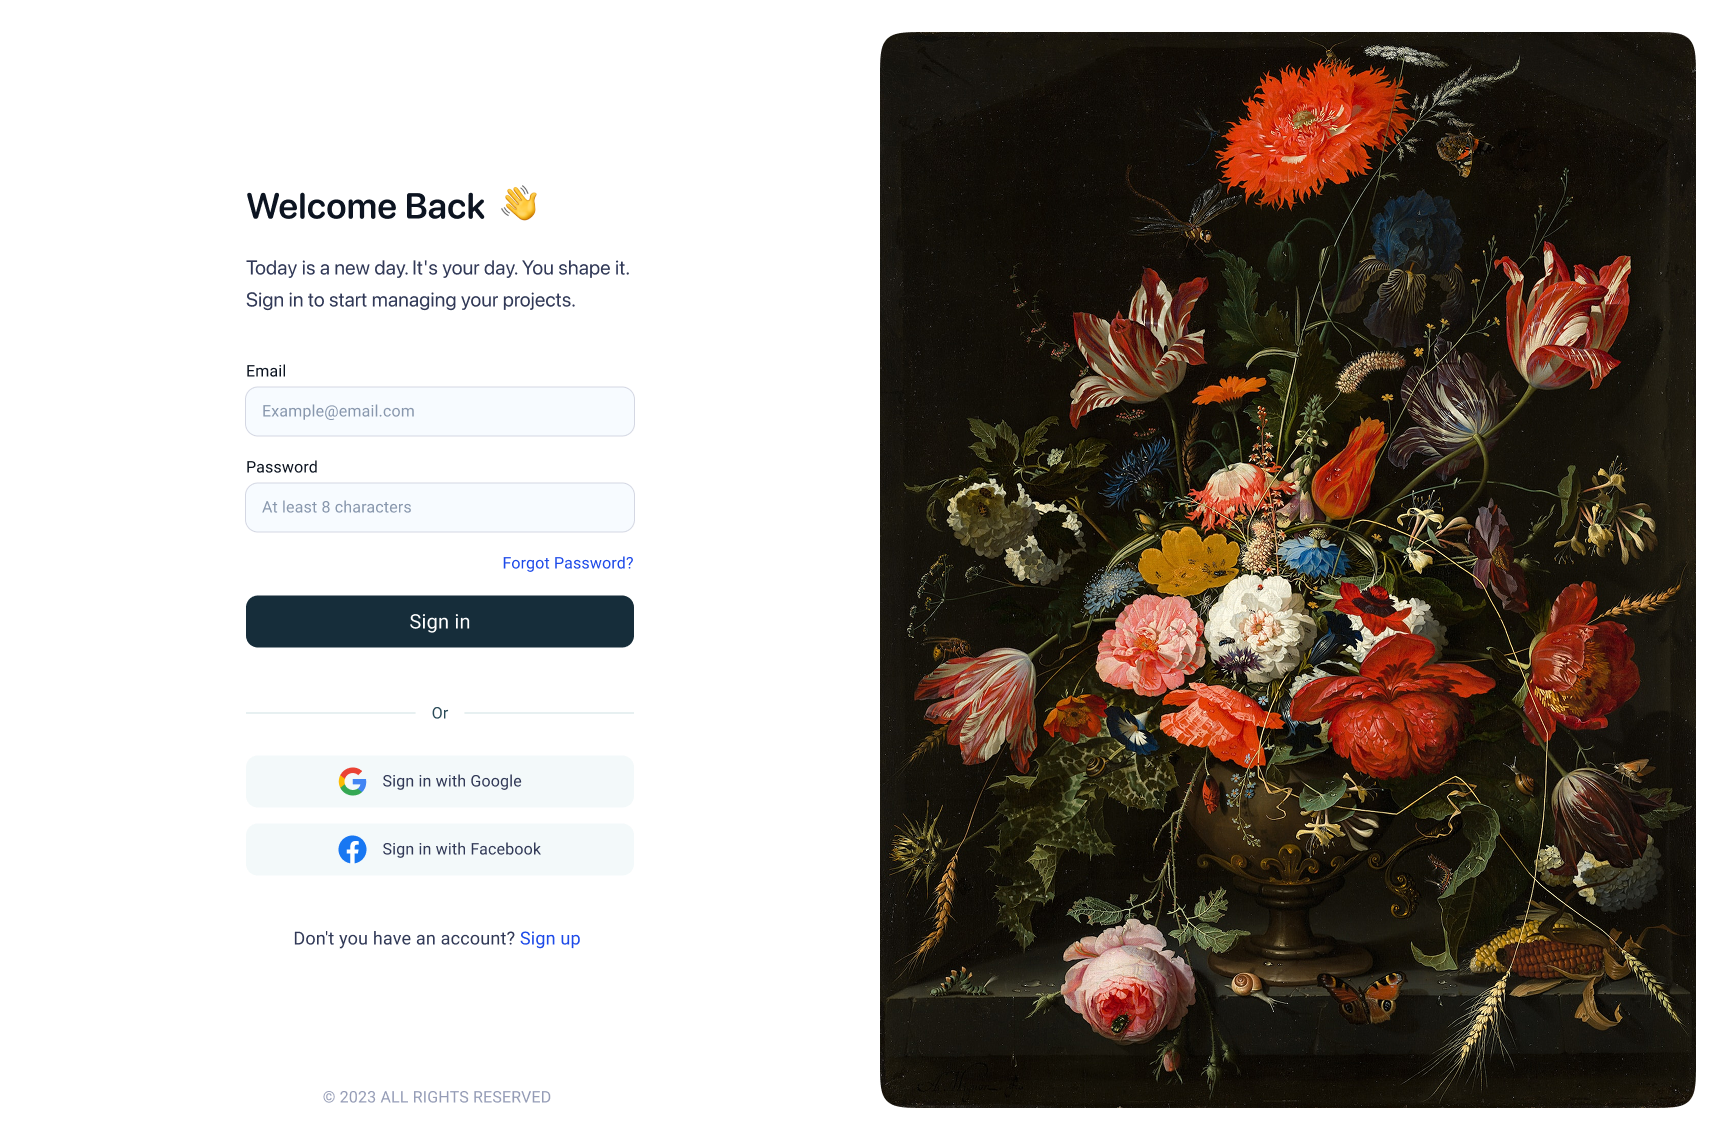 Welcome Back 👋
Today is a new day. It's your day. You shape it.
Sign in to start managing your projects.
Email
Example@email.com
Password
At least 8 characters
Forgot Password?
Sign in
Or
Sign in with Google
Sign in with Facebook
Don't you have an account? Sign up
© 2023 ALL RIGHTS RESERVED